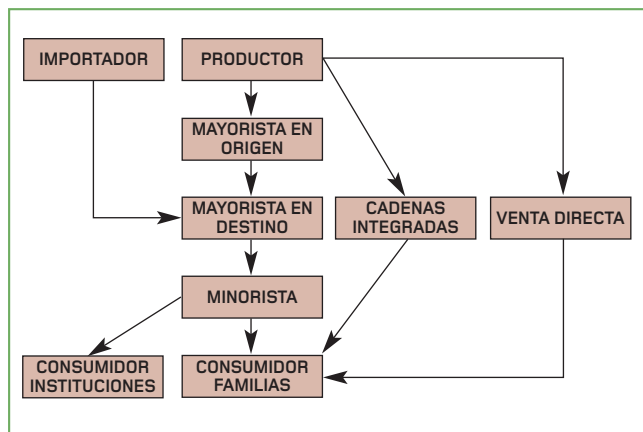 IMPORTADOR
PRODUCTOR
MAYORISTA EN
ORIGEN
MAYORISTA EN
DESTINO
CADENAS
INTEGRADAS
VENTA DIRECTA
MINORISTA
CONSUMIDOR
INSTITUCIONES
CONSUMIDOR
FAMILIAS